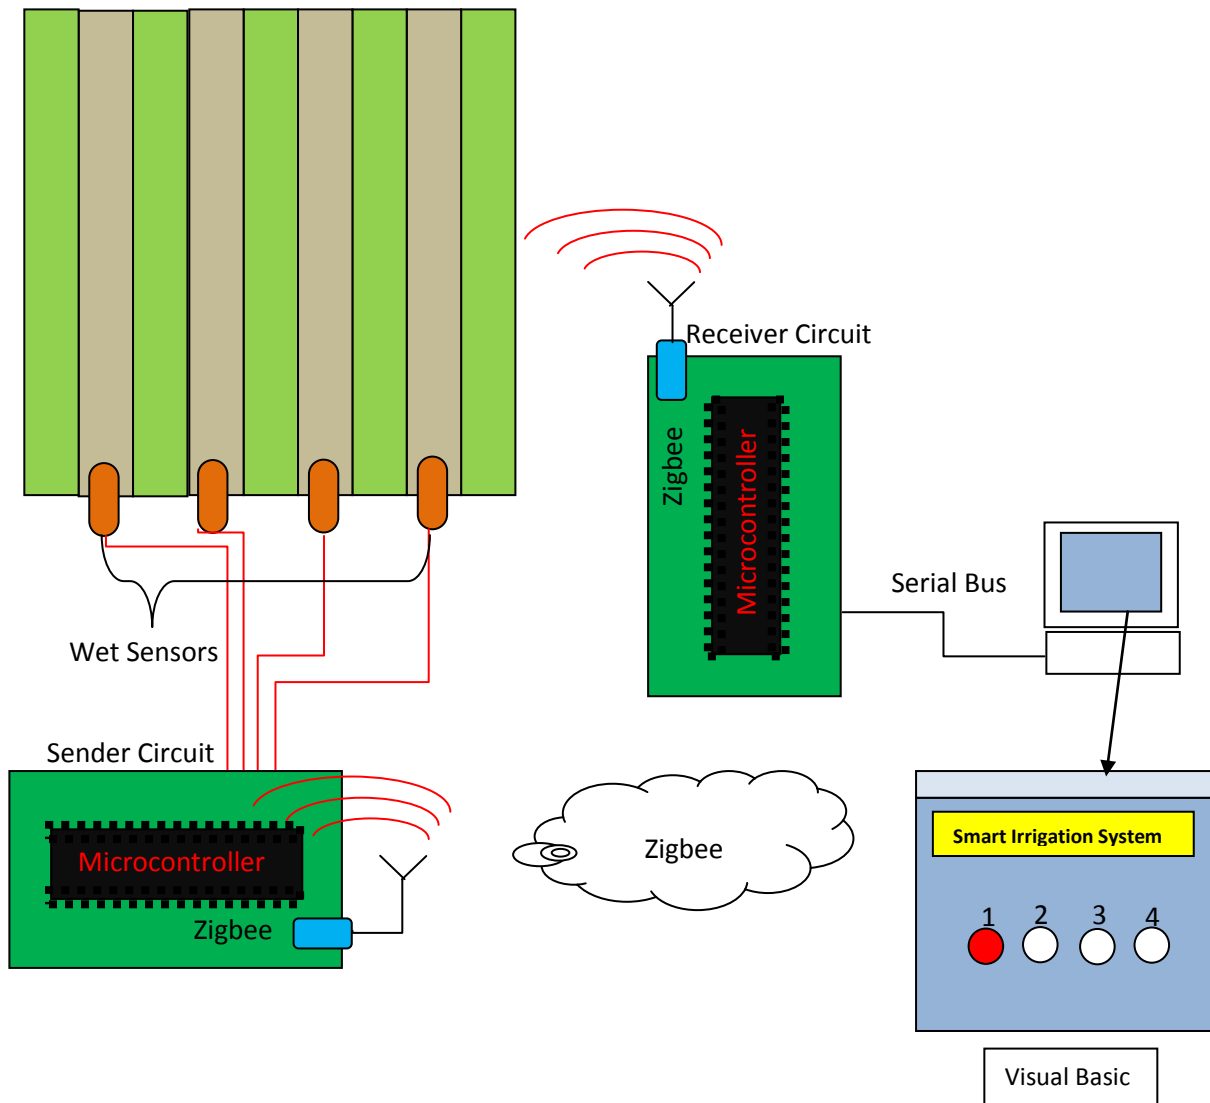 Receiver Circuit
Zigbee
Microcontroller
Serial Bus
Wet Sensors
Sender Circuit
Microcontroller
Zigbee
Zigbee
Smart Irrigation System
1 2 3 4
Visual Basic